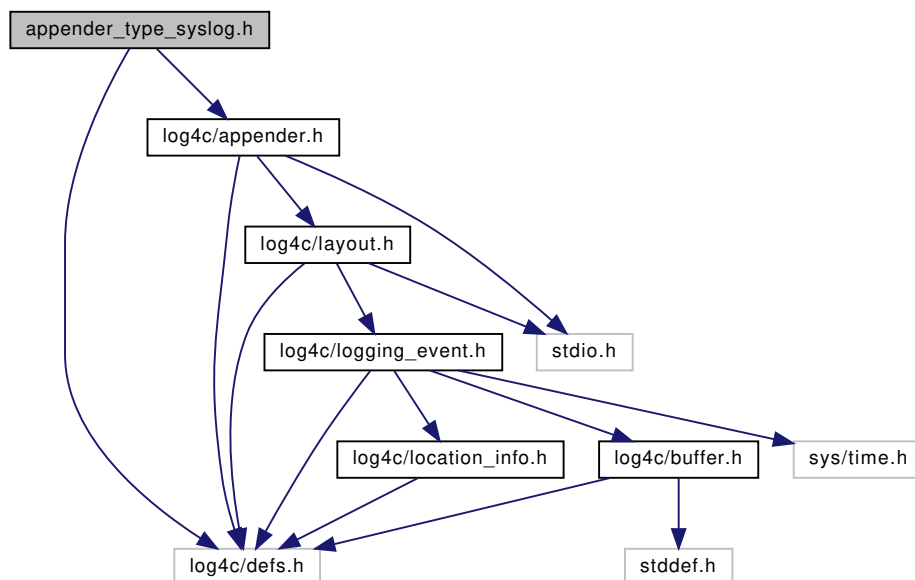 appender_type_syslog.h
log4c/appender.h
log4c/layout.h
log4c/logging_event.h
stdio.h
log4c/location_info.h
log4c/buffer.h
sys/time.h
log4c/defs.h
stddef.h